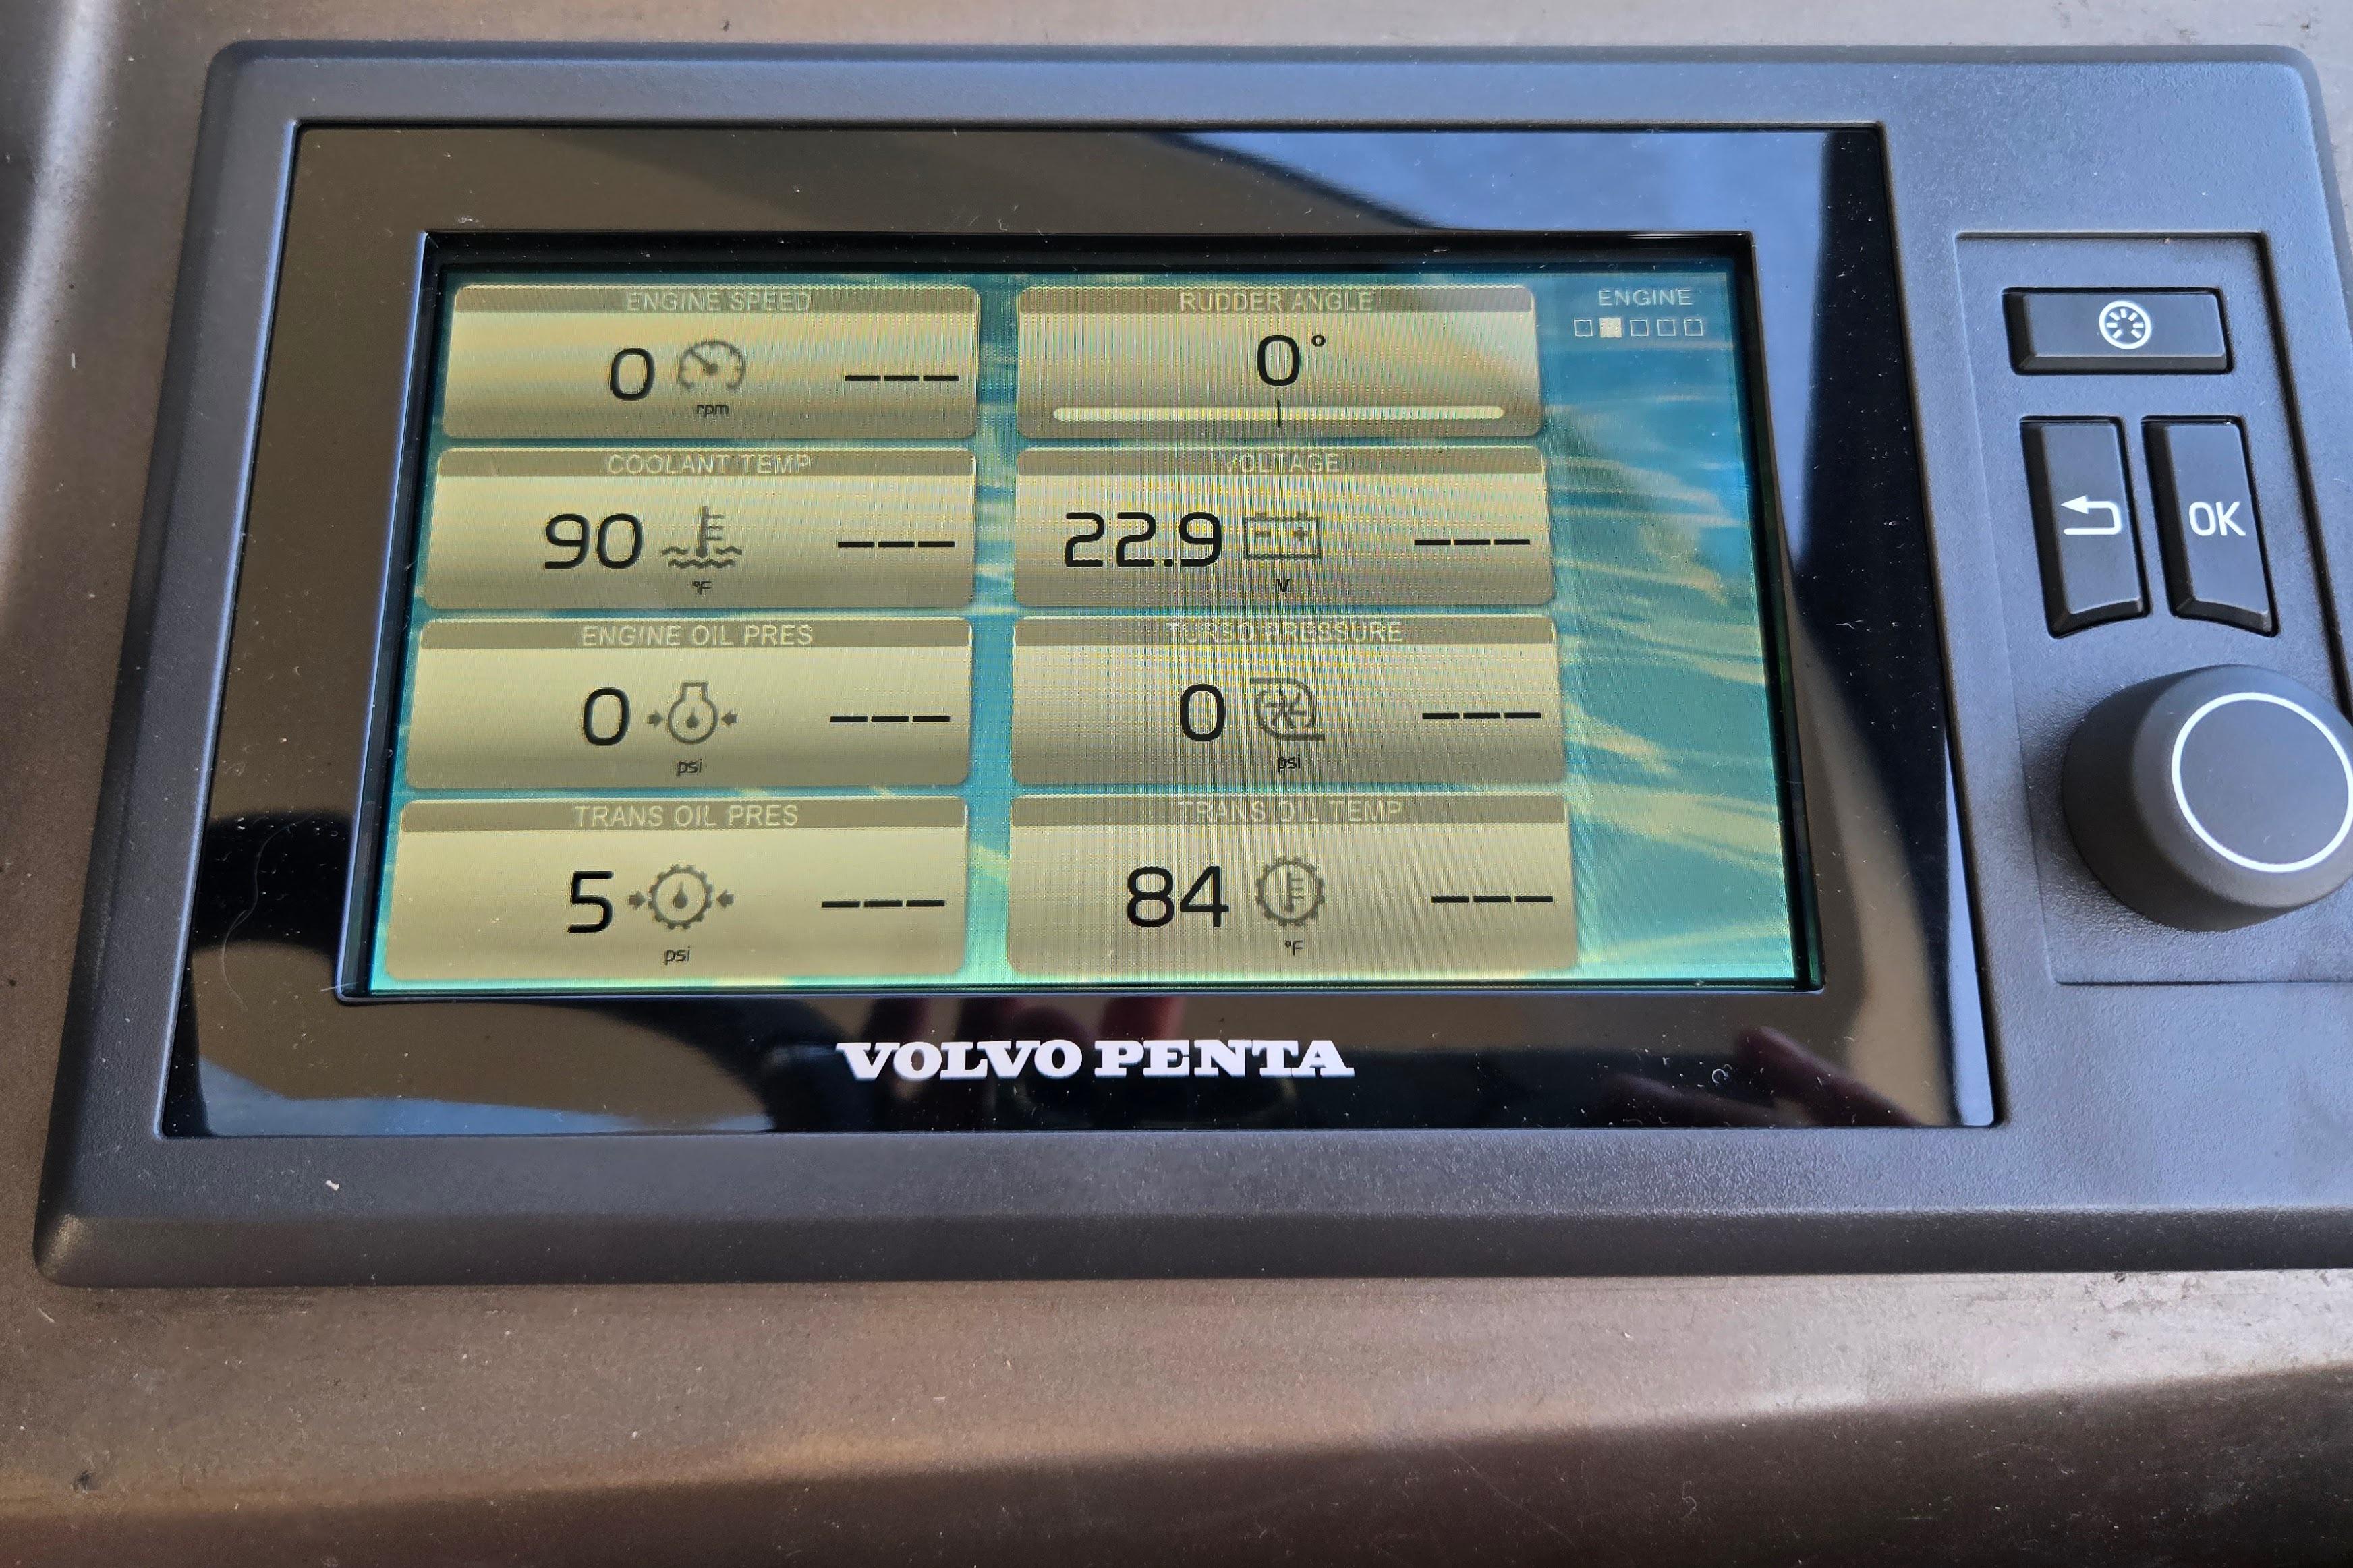 ENGINE SPEED
0 rpm ---
RUDDER ANGLE
0°
ENGINE
COOLANT TEMP
90 °F ---
VOLTAGE
22.9 - + V ---
ENGINE OIL PRES
0 psi ---
TURBO PRESSURE
0 psi ---
TRANS OIL PRES
5 psi ---
TRANS OIL TEMP
84 °F ---
OK
VOLVO PENTA